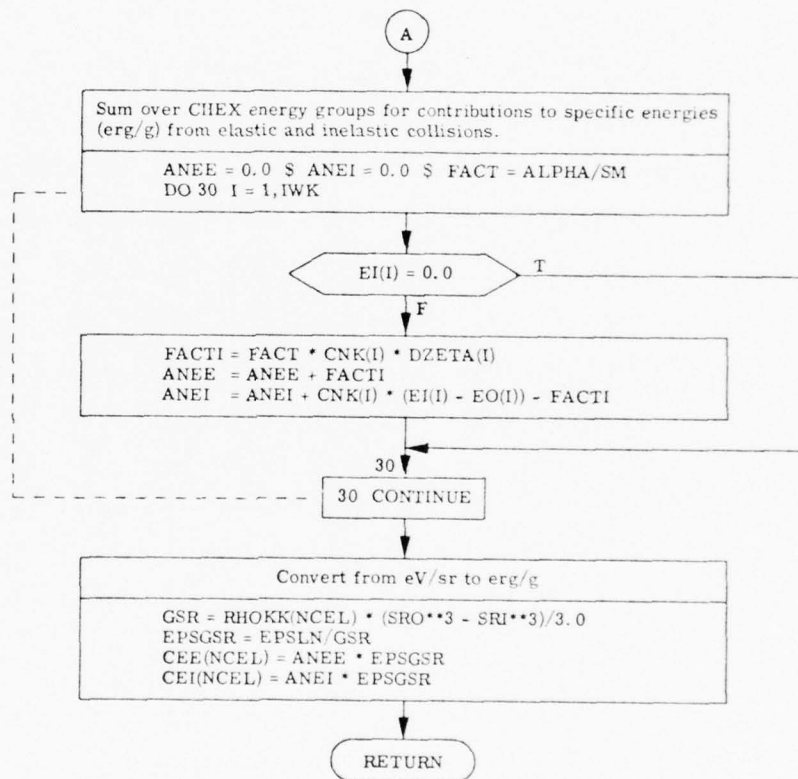 A
Sum over CHEX energy groups for contributions to specific energies
(erg/g) from elastic and inelastic collisions.
ANEE = 0.0 $ ANEI = 0.0 $ FACT = ALPHA/SM
DO 30 I = 1,IWK
EI(I) = 0.0
T
F
FACTI = FACT * CNK(I) * DZETA(I)
ANEE = ANEE + FACTI
ANEI = ANEI + CNK(I) * (EI(I) - EO(I)) - FACTI
30
30 CONTINUE
Convert from eV/sr to erg/g
GSR = RHOKK(NCEL) * (SRO**3 - SRI**3)/3.0
EPSGSR = EPSLN/GSR
CEE(NCEL) = ANEE * EPSGSR
CEI(NCEL) = ANEI * EPSGSR
RETURN